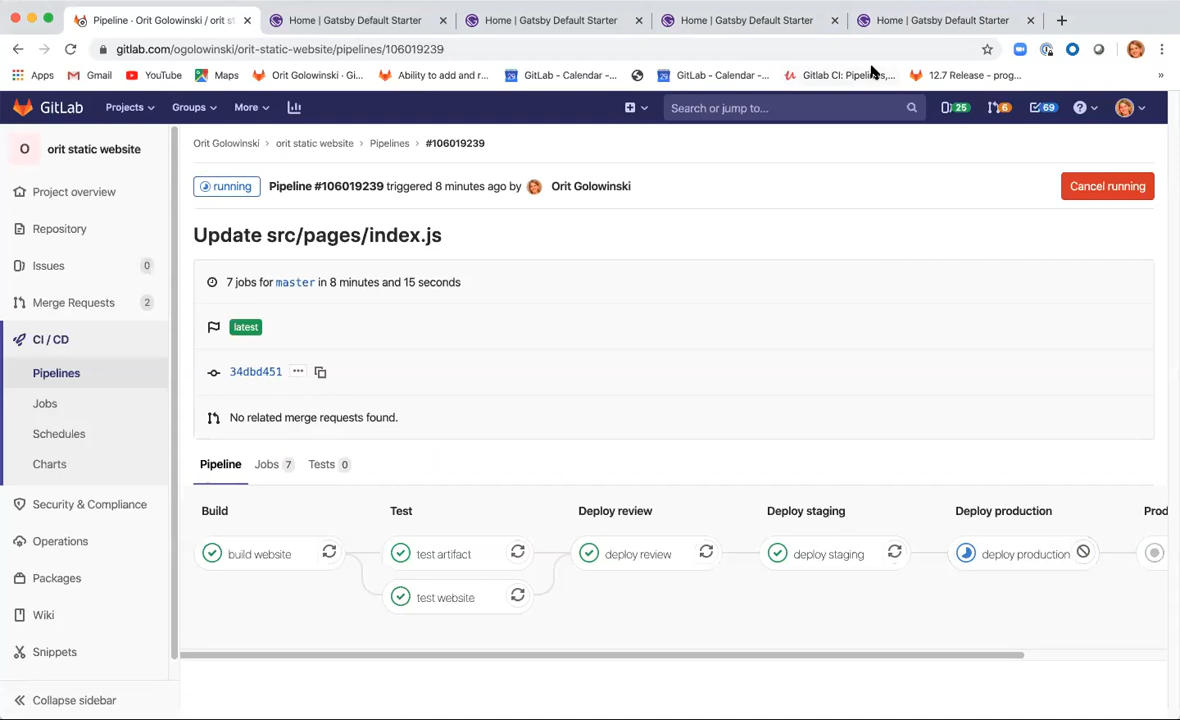 Pipeline · Orit Golowinski / orit st
Home | Gatsby Default Starter
Home | Gatsby Default Starter
Home | Gatsby Default Starter
Home | Gatsby Default Starter
gitlab.com/ogolowinski/orit-static-website/pipelines/106019239
Apps
Gmail
YouTube
Maps
Orit Golowinski · Gi...
Ability to add and r...
GitLab - Calendar -...
GitLab - Calendar -...
Gitlab CI: Pipelines,...
12.7 Release - prog...
»
GitLab
Projects
Groups
More
Search or jump to...
25
6
69
O
orit static website
Project overview
Repository
Issues 0
Merge Requests 2
CI / CD
Pipelines
Jobs
Schedules
Charts
Security & Compliance
Operations
Packages
Wiki
Snippets
Collapse sidebar
Orit Golowinski > orit static website > Pipelines > #106019239
running Pipeline #106019239 triggered 8 minutes ago by Orit Golowinski
Cancel running
Update src/pages/index.js
7 jobs for master in 8 minutes and 15 seconds
latest
34dbd451 ...
No related merge requests found.
Pipeline Jobs 7 Tests 0
Build
Test
Deploy review
Deploy staging
Deploy production
Prod
build website
test artifact
deploy review
deploy staging
deploy production
test website